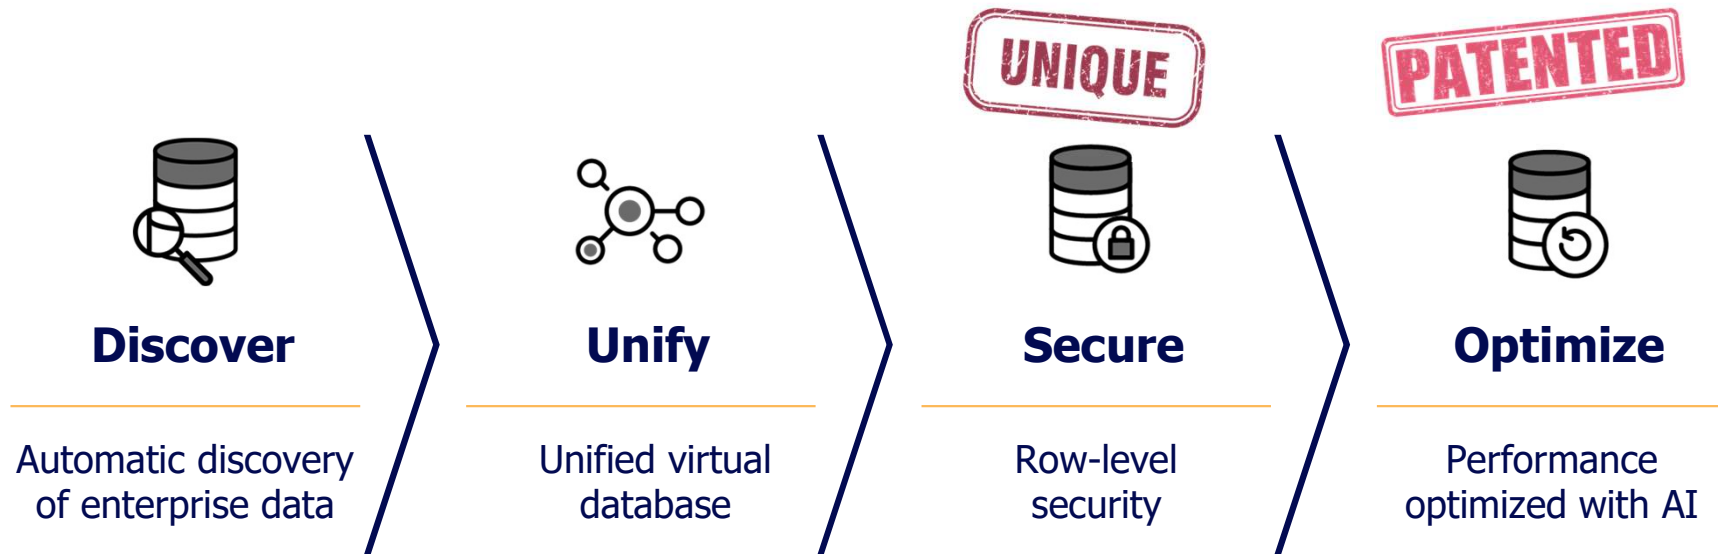 UNIQUE
PATENTED
Discover
Unify
Secure
Optimize
Automatic discovery
of enterprise data
Unified virtual
database
Row-level
security
Performance
optimized with AI